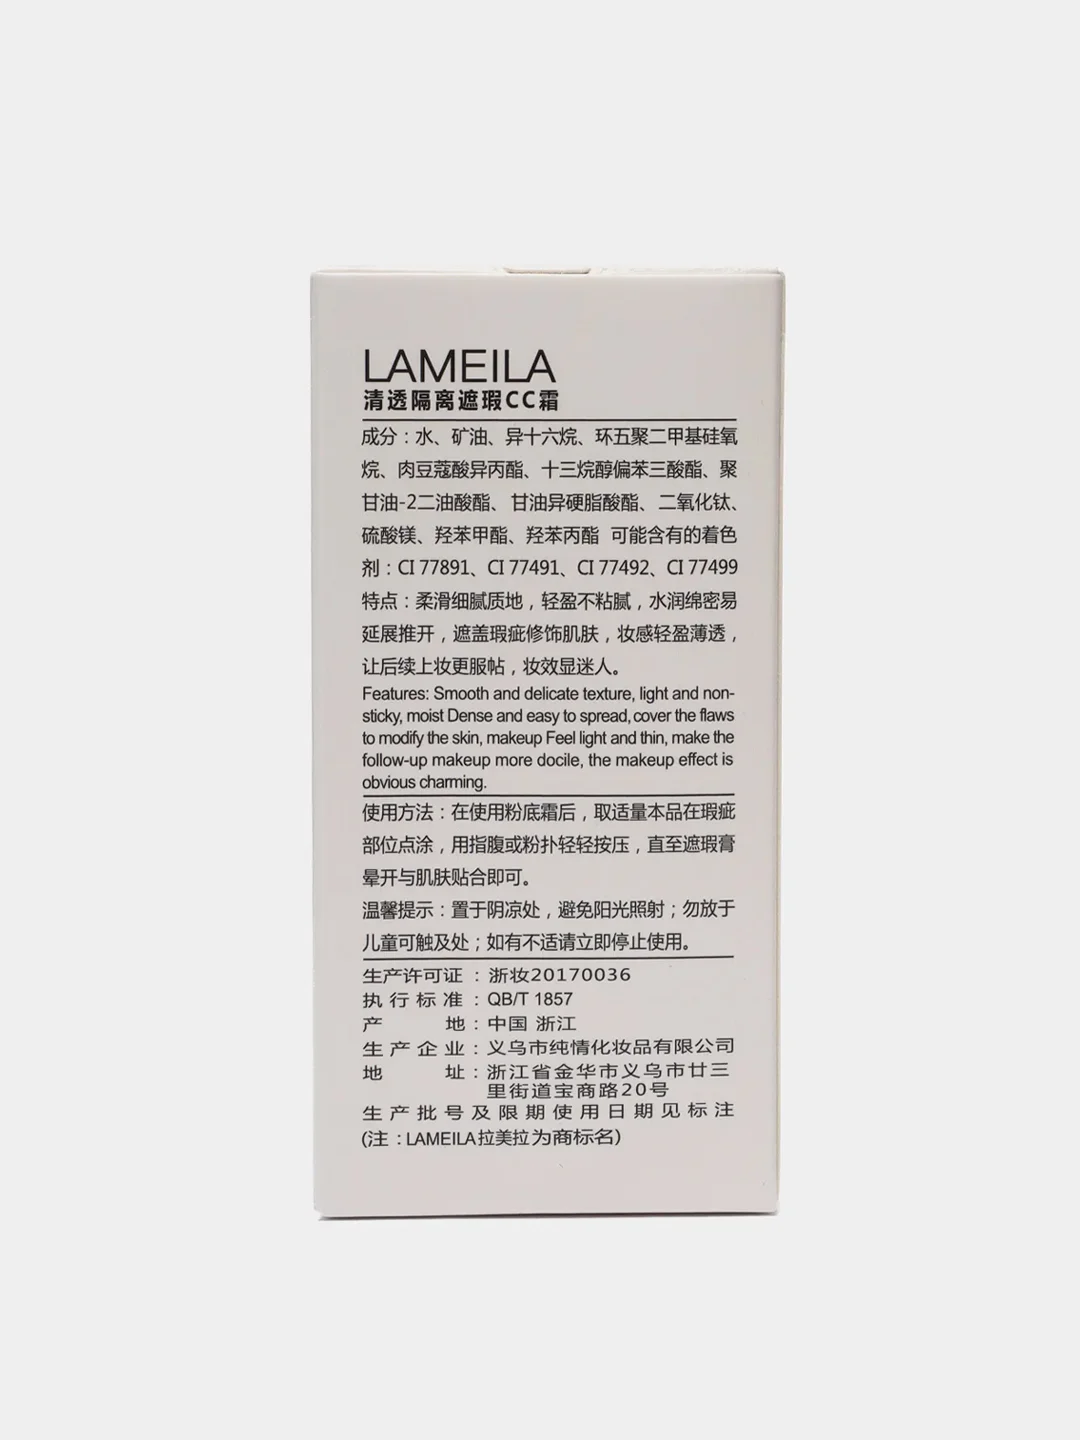 LAMEILA
清透隔离遮瑕CC霜
成分：水、矿油、异十六烷、环五聚二甲基硅氧
烷、肉豆蔻酸异丙酯、十三烷醇偏苯三酸酯、聚
甘油-2二油酸酯、甘油异硬脂酸酯、二氧化钛、
硫酸镁、羟苯甲酯、羟苯丙酯 可能含有的着色
剂：CI 77891、CI 77491、CI 77492、CI 77499
特点：柔滑细腻质地，轻盈不粘腻，水润绵密易
延展推开，遮盖瑕疵修饰肌肤，妆感轻盈薄透，
让后续上妆更服帖，妆效显迷人。
Features: Smooth and delicate texture, light and non-
sticky, moist Dense and easy to spread, cover the flaws
to modify the skin, makeup Feel light and thin, make the
follow-up makeup more docile, the makeup effect is
obvious charming.
使用方法：在使用粉底霜后，取适量本品在瑕疵
部位点涂，用指腹或粉扑轻轻按压，直至遮瑕膏
晕开与肌肤贴合即可。
温馨提示：置于阴凉处，避免阳光照射；勿放于
儿童可触及处；如有不适请立即停止使用。
生产许可证：浙妆20170036
执行标准：QB/T 1857
产 地：中国 浙江
生产企业：义乌市纯情化妆品有限公司
地 址：浙江省金华市义乌市廿三
里街道宝商路20号
生产批号及限期使用日期见标注
(注：LAMEILA拉美拉为商标名)